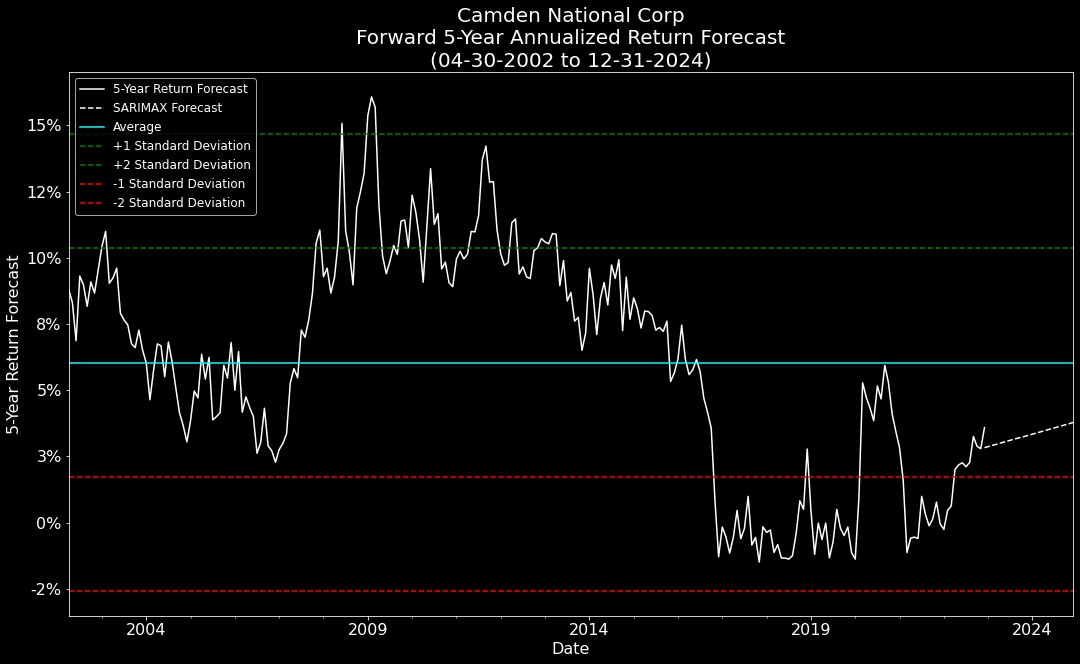 Camden National Corp
Forward 5-Year Annualized Return Forecast
(04-30-2002 to 12-31-2024)
5-Year Return Forecast
SARIMAX Forecast
Average
+1 Standard Deviation
+2 Standard Deviation
-1 Standard Deviation
-2 Standard Deviation
15%
12%
10%
8%
5%
3%
0%
-2%
5-Year Return Forecast
2004
2009
2014
2019
2024
Date